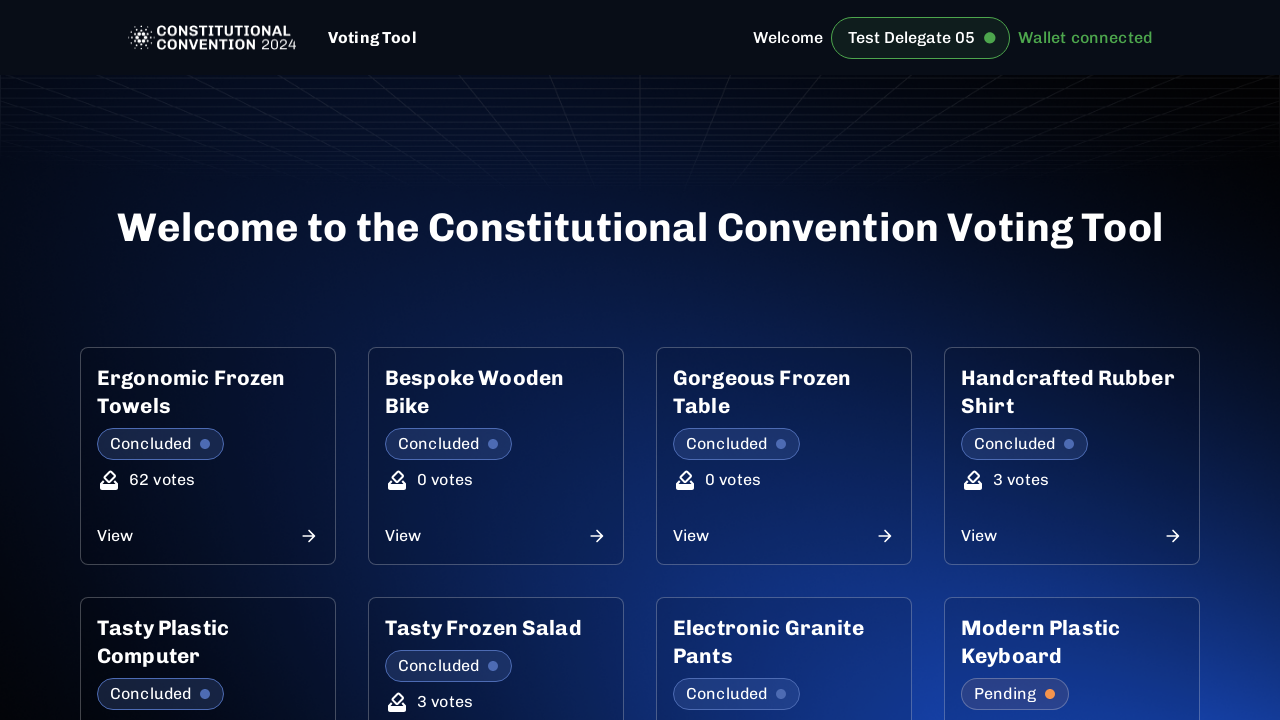 CONSTITUTIONAL
CONVENTION 2024
Voting Tool
Welcome
Test Delegate 05
Wallet connected
Welcome to the Constitutional Convention Voting Tool
Ergonomic Frozen
Towels
Concluded
62 votes
View
Bespoke Wooden
Bike
Concluded
0 votes
View
Gorgeous Frozen
Table
Concluded
0 votes
View
Handcrafted Rubber
Shirt
Concluded
3 votes
View
Tasty Plastic
Computer
Concluded
Tasty Frozen Salad
Concluded
3 votes
Electronic Granite
Pants
Concluded
Modern Plastic
Keyboard
Pending